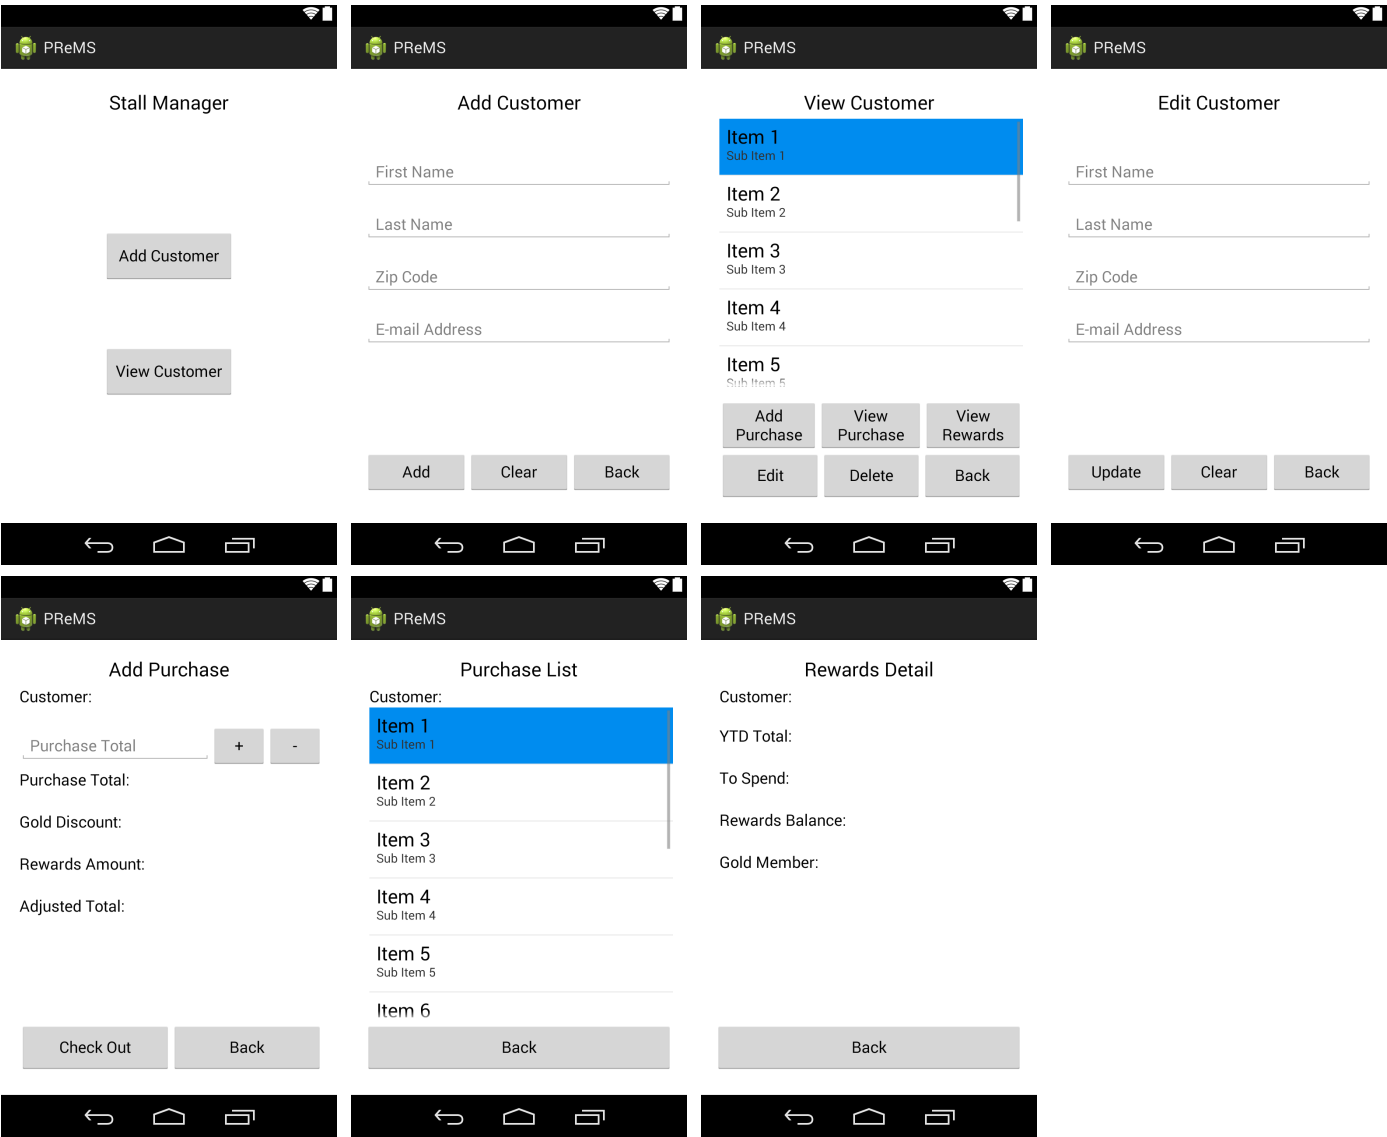 PReMS
Stall Manager
Add Customer
View Customer
PReMS
Add Customer
First Name
Last Name
Zip Code
E-mail Address
Add
Clear
Back
PReMS
View Customer
Item 1
Sub Item 1
Item 2
Sub Item 2
Item 3
Sub Item 3
Item 4
Sub Item 4
Item 5
Sub Item 5
Add
Purchase
View
Purchase
View
Rewards
Edit
Delete
Back
PReMS
Edit Customer
First Name
Last Name
Zip Code
E-mail Address
Update
Clear
Back
PReMS
Add Purchase
Customer:
Purchase Total
+
-
Purchase Total:
Gold Discount:
Rewards Amount:
Adjusted Total:
Check Out
Back
PReMS
Purchase List
Customer:
Item 1
Sub Item 1
Item 2
Sub Item 2
Item 3
Sub Item 3
Item 4
Sub Item 4
Item 5
Sub Item 5
Item 6
Back
PReMS
Rewards Detail
Customer:
YTD Total:
To Spend:
Rewards Balance:
Gold Member:
Back